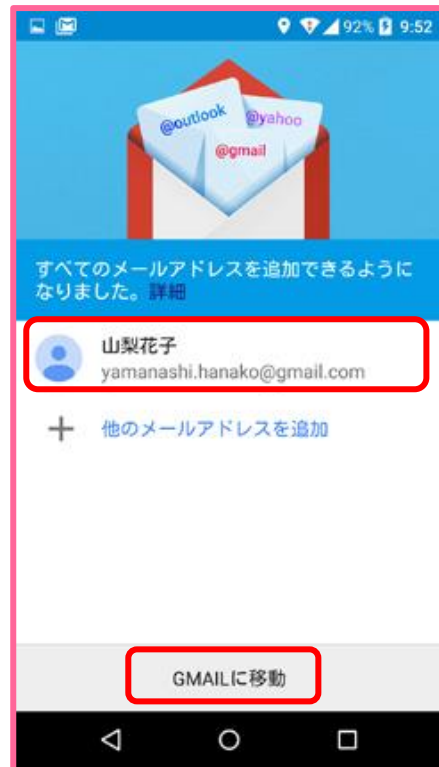 92% 9:52
@outlook
@yahoo
@gmail
すべてのメールアドレスを追加できるように
なりました。詳細
山梨花子
yamanashi.hanako@gmail.com
他のメールアドレスを追加
GMAILに移動